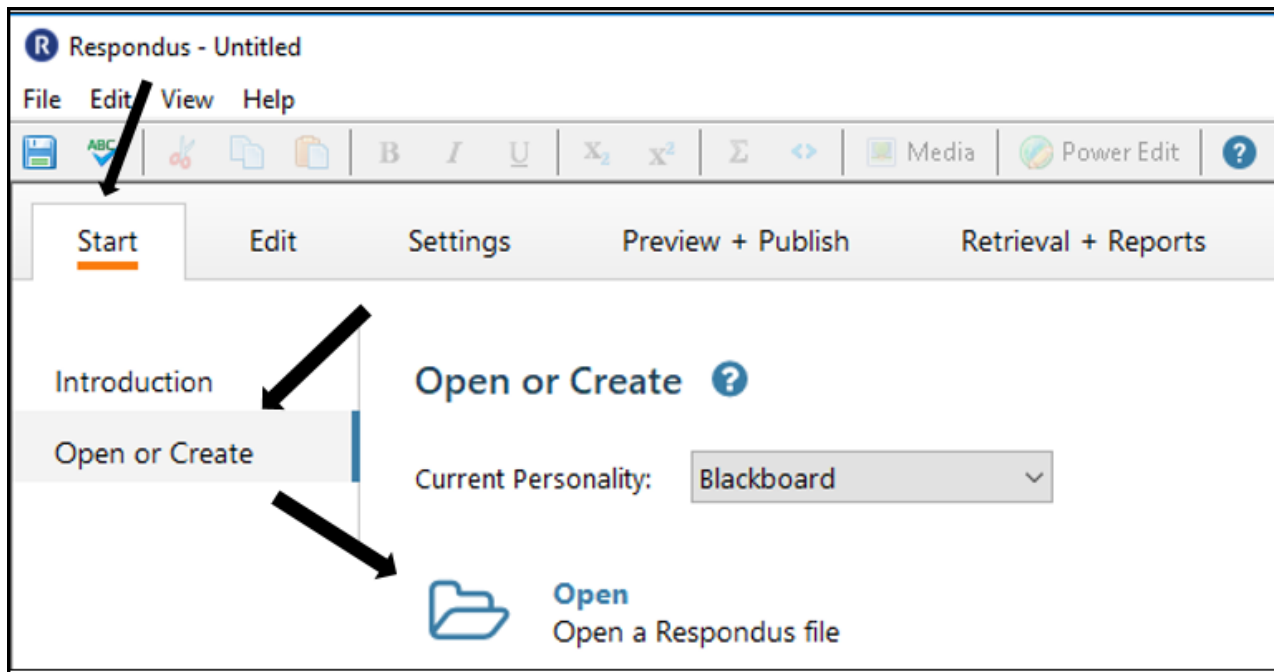 R Respondus - Untitled
File Edit View Help
ABC B I U X₂ x² Σ <> Media Power Edit ?
Start Edit Settings Preview + Publish Retrieval + Reports
Introduction
Open or Create
Open or Create ?
Current Personality: Blackboard
Open
Open a Respondus file